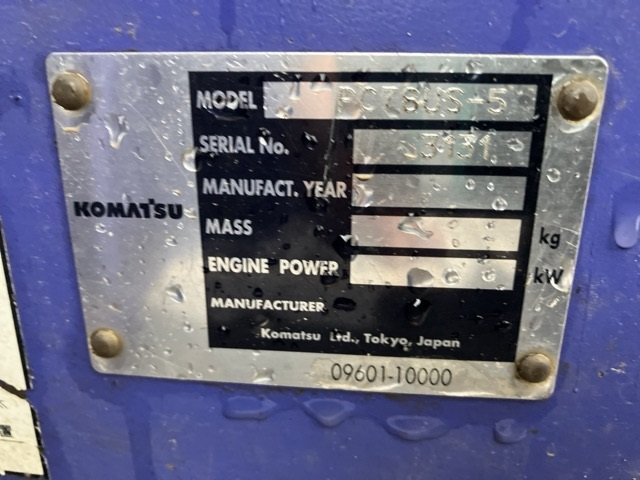 MODEL PC78US-5
SERIAL No. 3131
MANUFACT. YEAR
KOMATSU
MASS kg
ENGINE POWER kW
MANUFACTURER
Komatsu Ltd., Tokyo, Japan
09601-10000